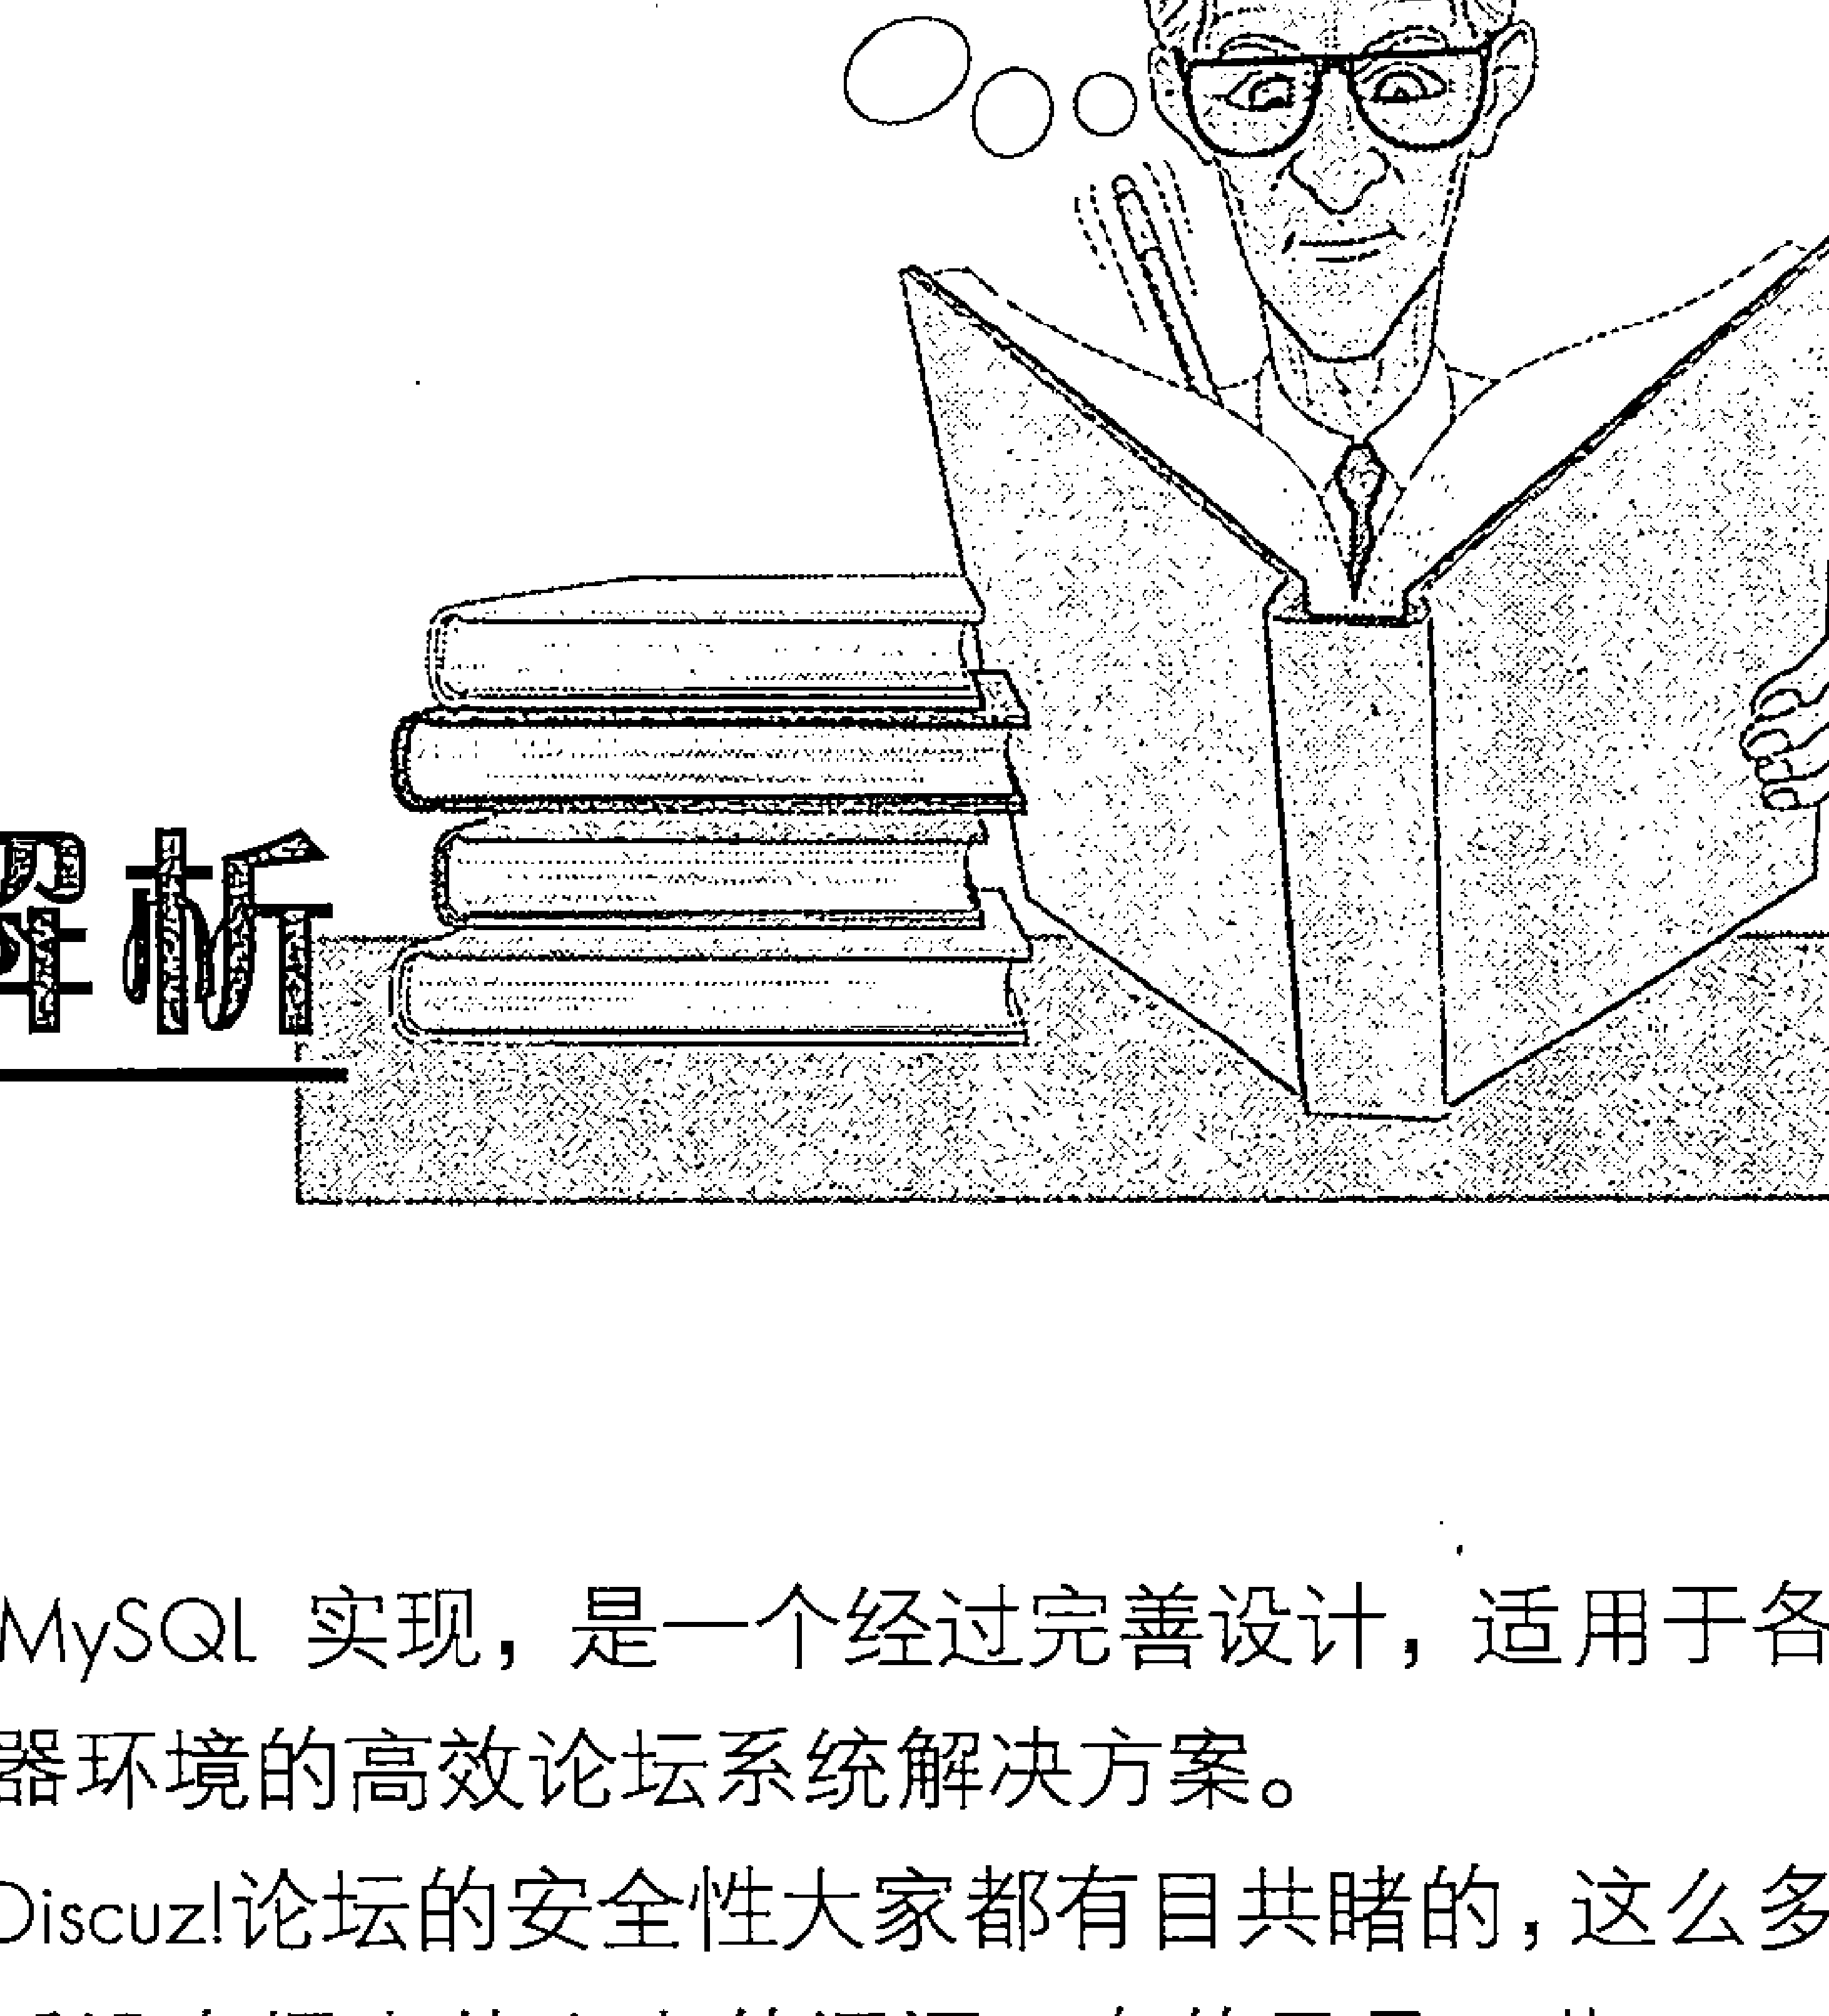 解析
MySQL 实现，是一个经过完善设计，适用于各
器环境的高效论坛系统解决方案。
Discuz!论坛的安全性大家都有目共睹的，这么多